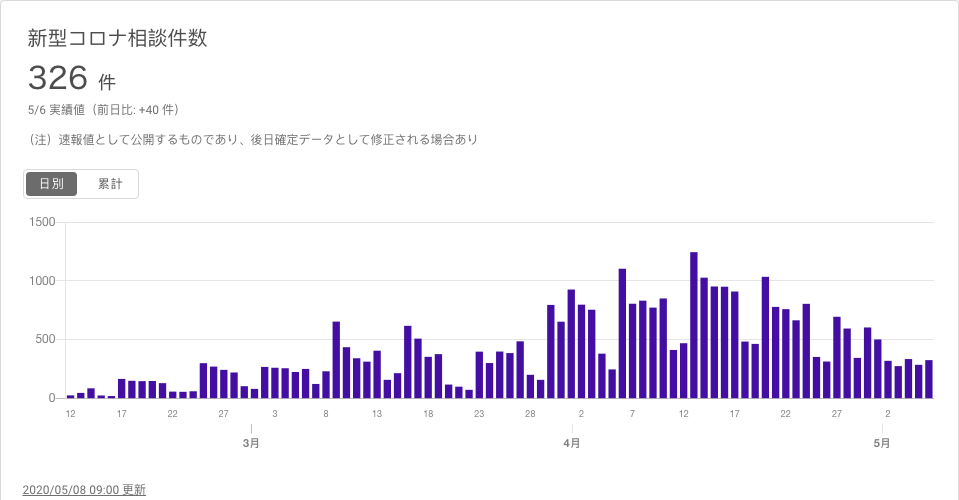 新型コロナ相談件数
326 件
5/6 実績値（前日比: +40 件）
（注）速報値として公開するものであり、後日確定データとして修正される場合あり
日別 累計
1500
1000
500
0
12 17 22 27 3 8 13 18 23 28 2 7 12 17 22 27 2
3月 4月 5月
2020/05/08 09:00 更新